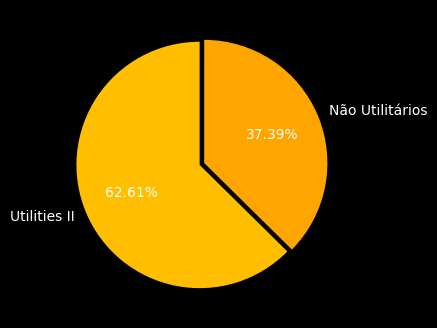 Não Utilitários
37.39%
62.61%
Utilities II